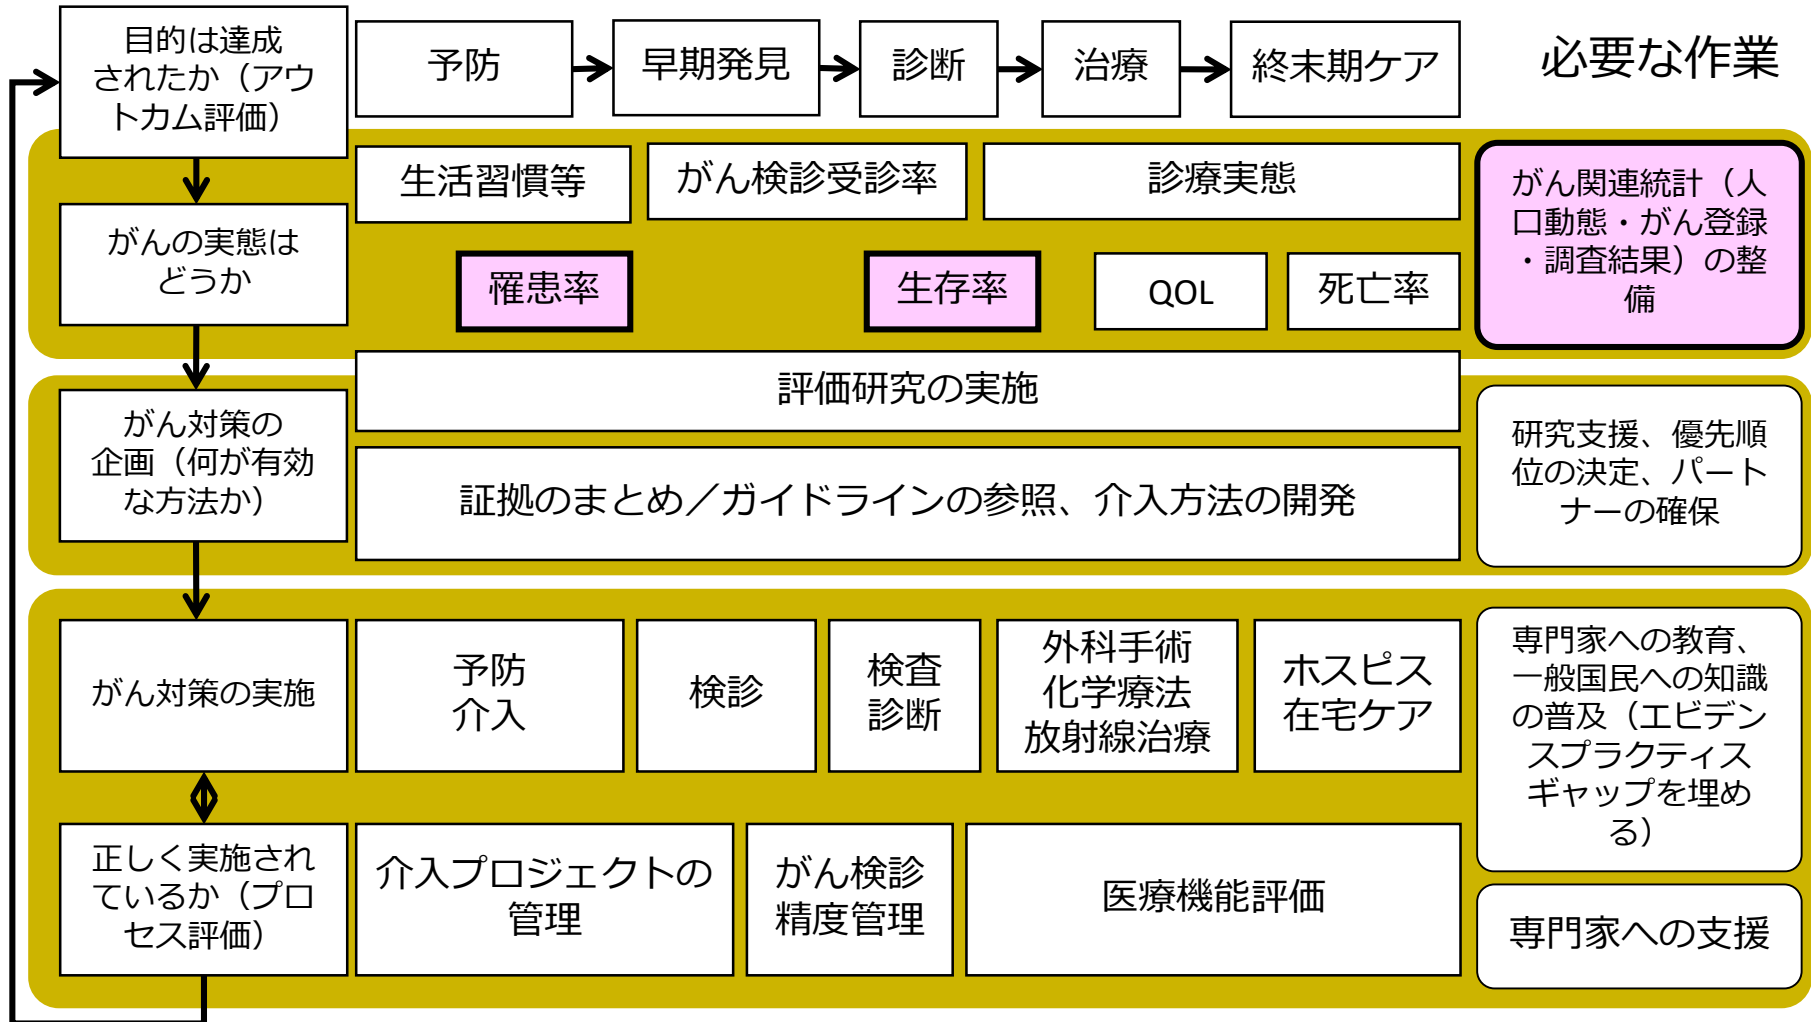 目的は達成
されたか（アウ
トカム評価）
予防
早期発見
診断
治療
終末期ケア
必要な作業
生活習慣等
がん検診受診率
診療実態
がん関連統計（人
口動態・がん登録
・調査結果）の整
備
がんの実態は
どうか
罹患率
生存率
QOL
死亡率
評価研究の実施
がん対策の
企画（何が有効
な方法か）
証拠のまとめ／ガイドラインの参照、介入方法の開発
研究支援、優先順
位の決定、パート
ナーの確保
がん対策の実施
予防
介入
検診
検査
診断
外科手術
化学療法
放射線治療
ホスピス
在宅ケア
専門家への教育、
一般国民への知識
の普及（エビデン
スプラクティス
ギャップを埋め
る）
正しく実施され
ているか（プロ
セス評価）
介入プロジェクトの
管理
がん検診
精度管理
医療機能評価
専門家への支援